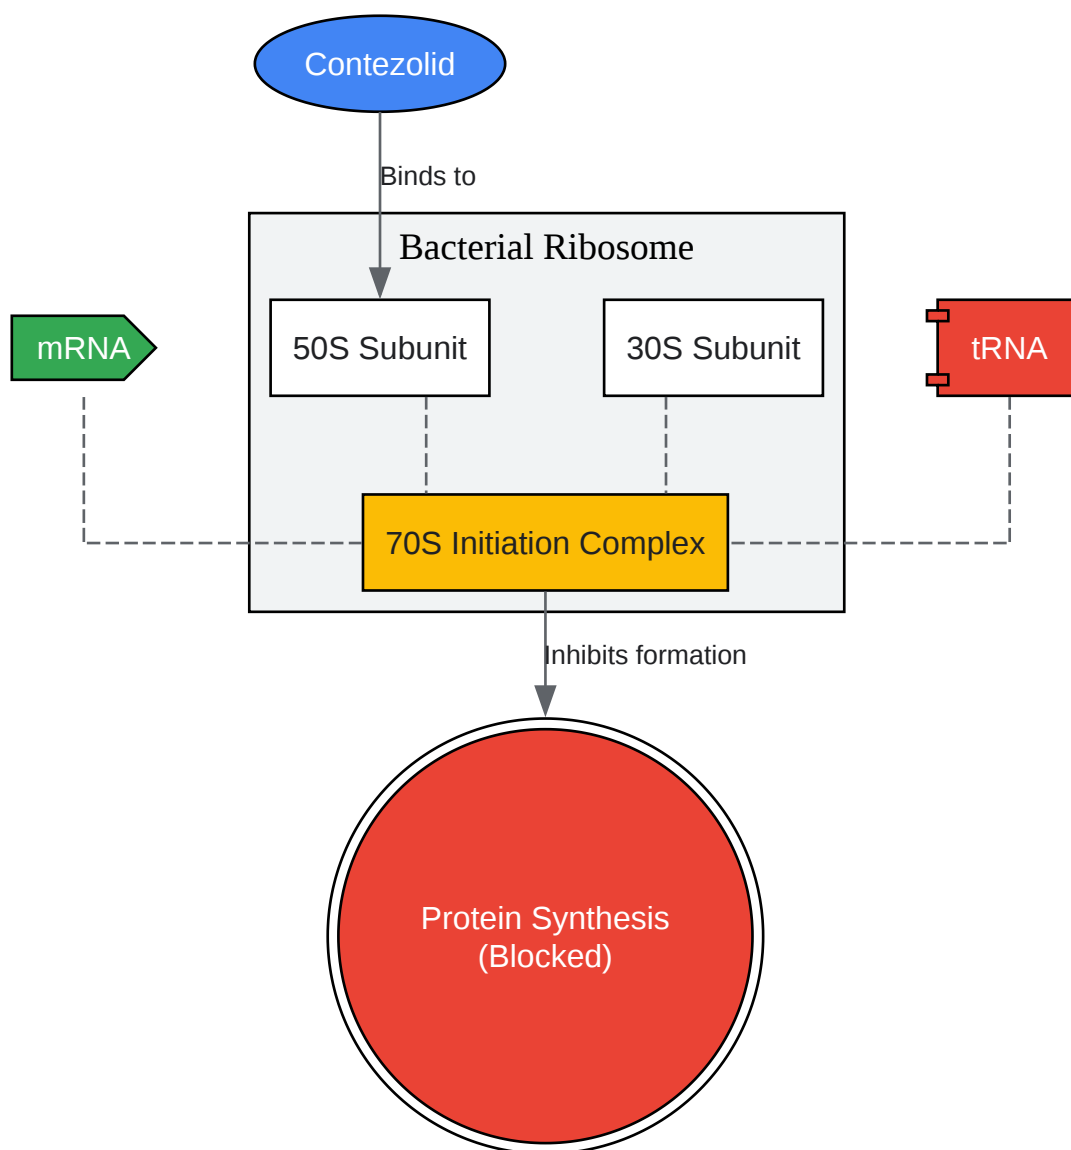 Contezolid
Binds to
Bacterial Ribosome
mRNA
50S Subunit
30S Subunit
tRNA
70S Initiation Complex
Inhibits formation
Protein Synthesis
(Blocked)